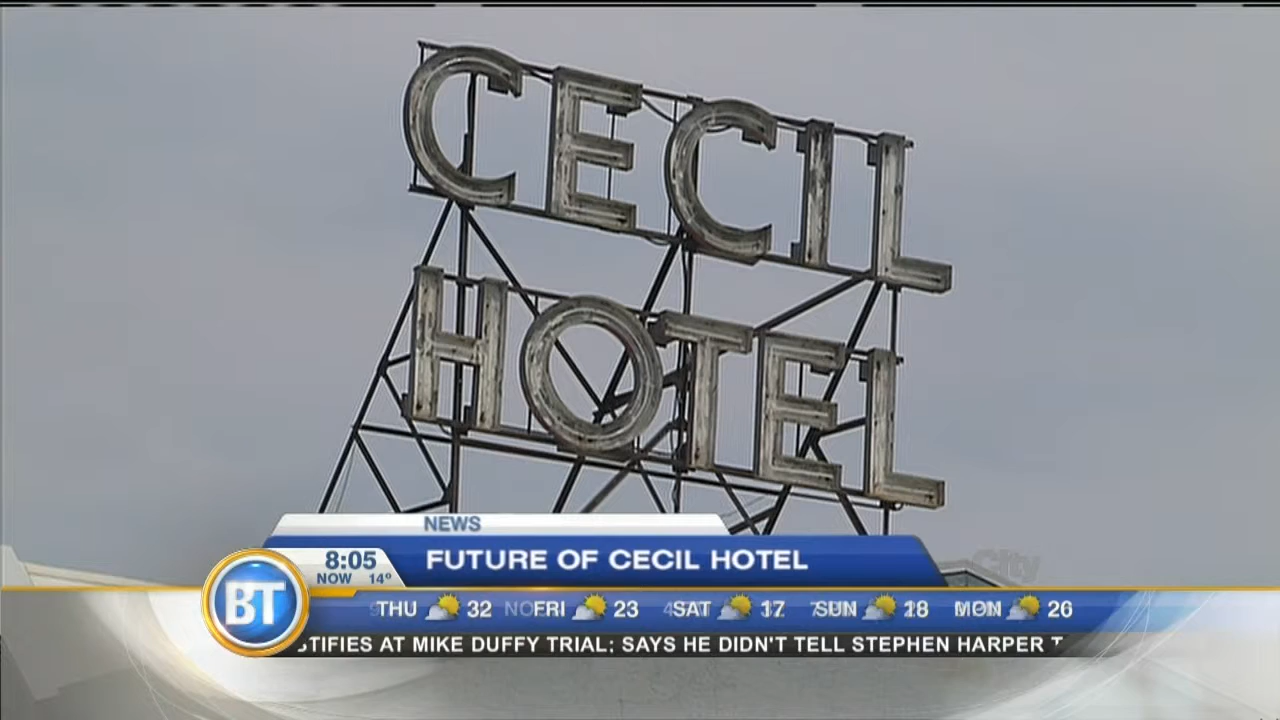 CECIL
HOTEL
NEWS
FUTURE OF CECIL HOTEL
8:05
NOW 14°
City
BT
THU 32 FRI 23 SAT 17 SUN 18 MON 26
STIFIES AT MIKE DUFFY TRIAL; SAYS HE DIDN'T TELL STEPHEN HARPER T